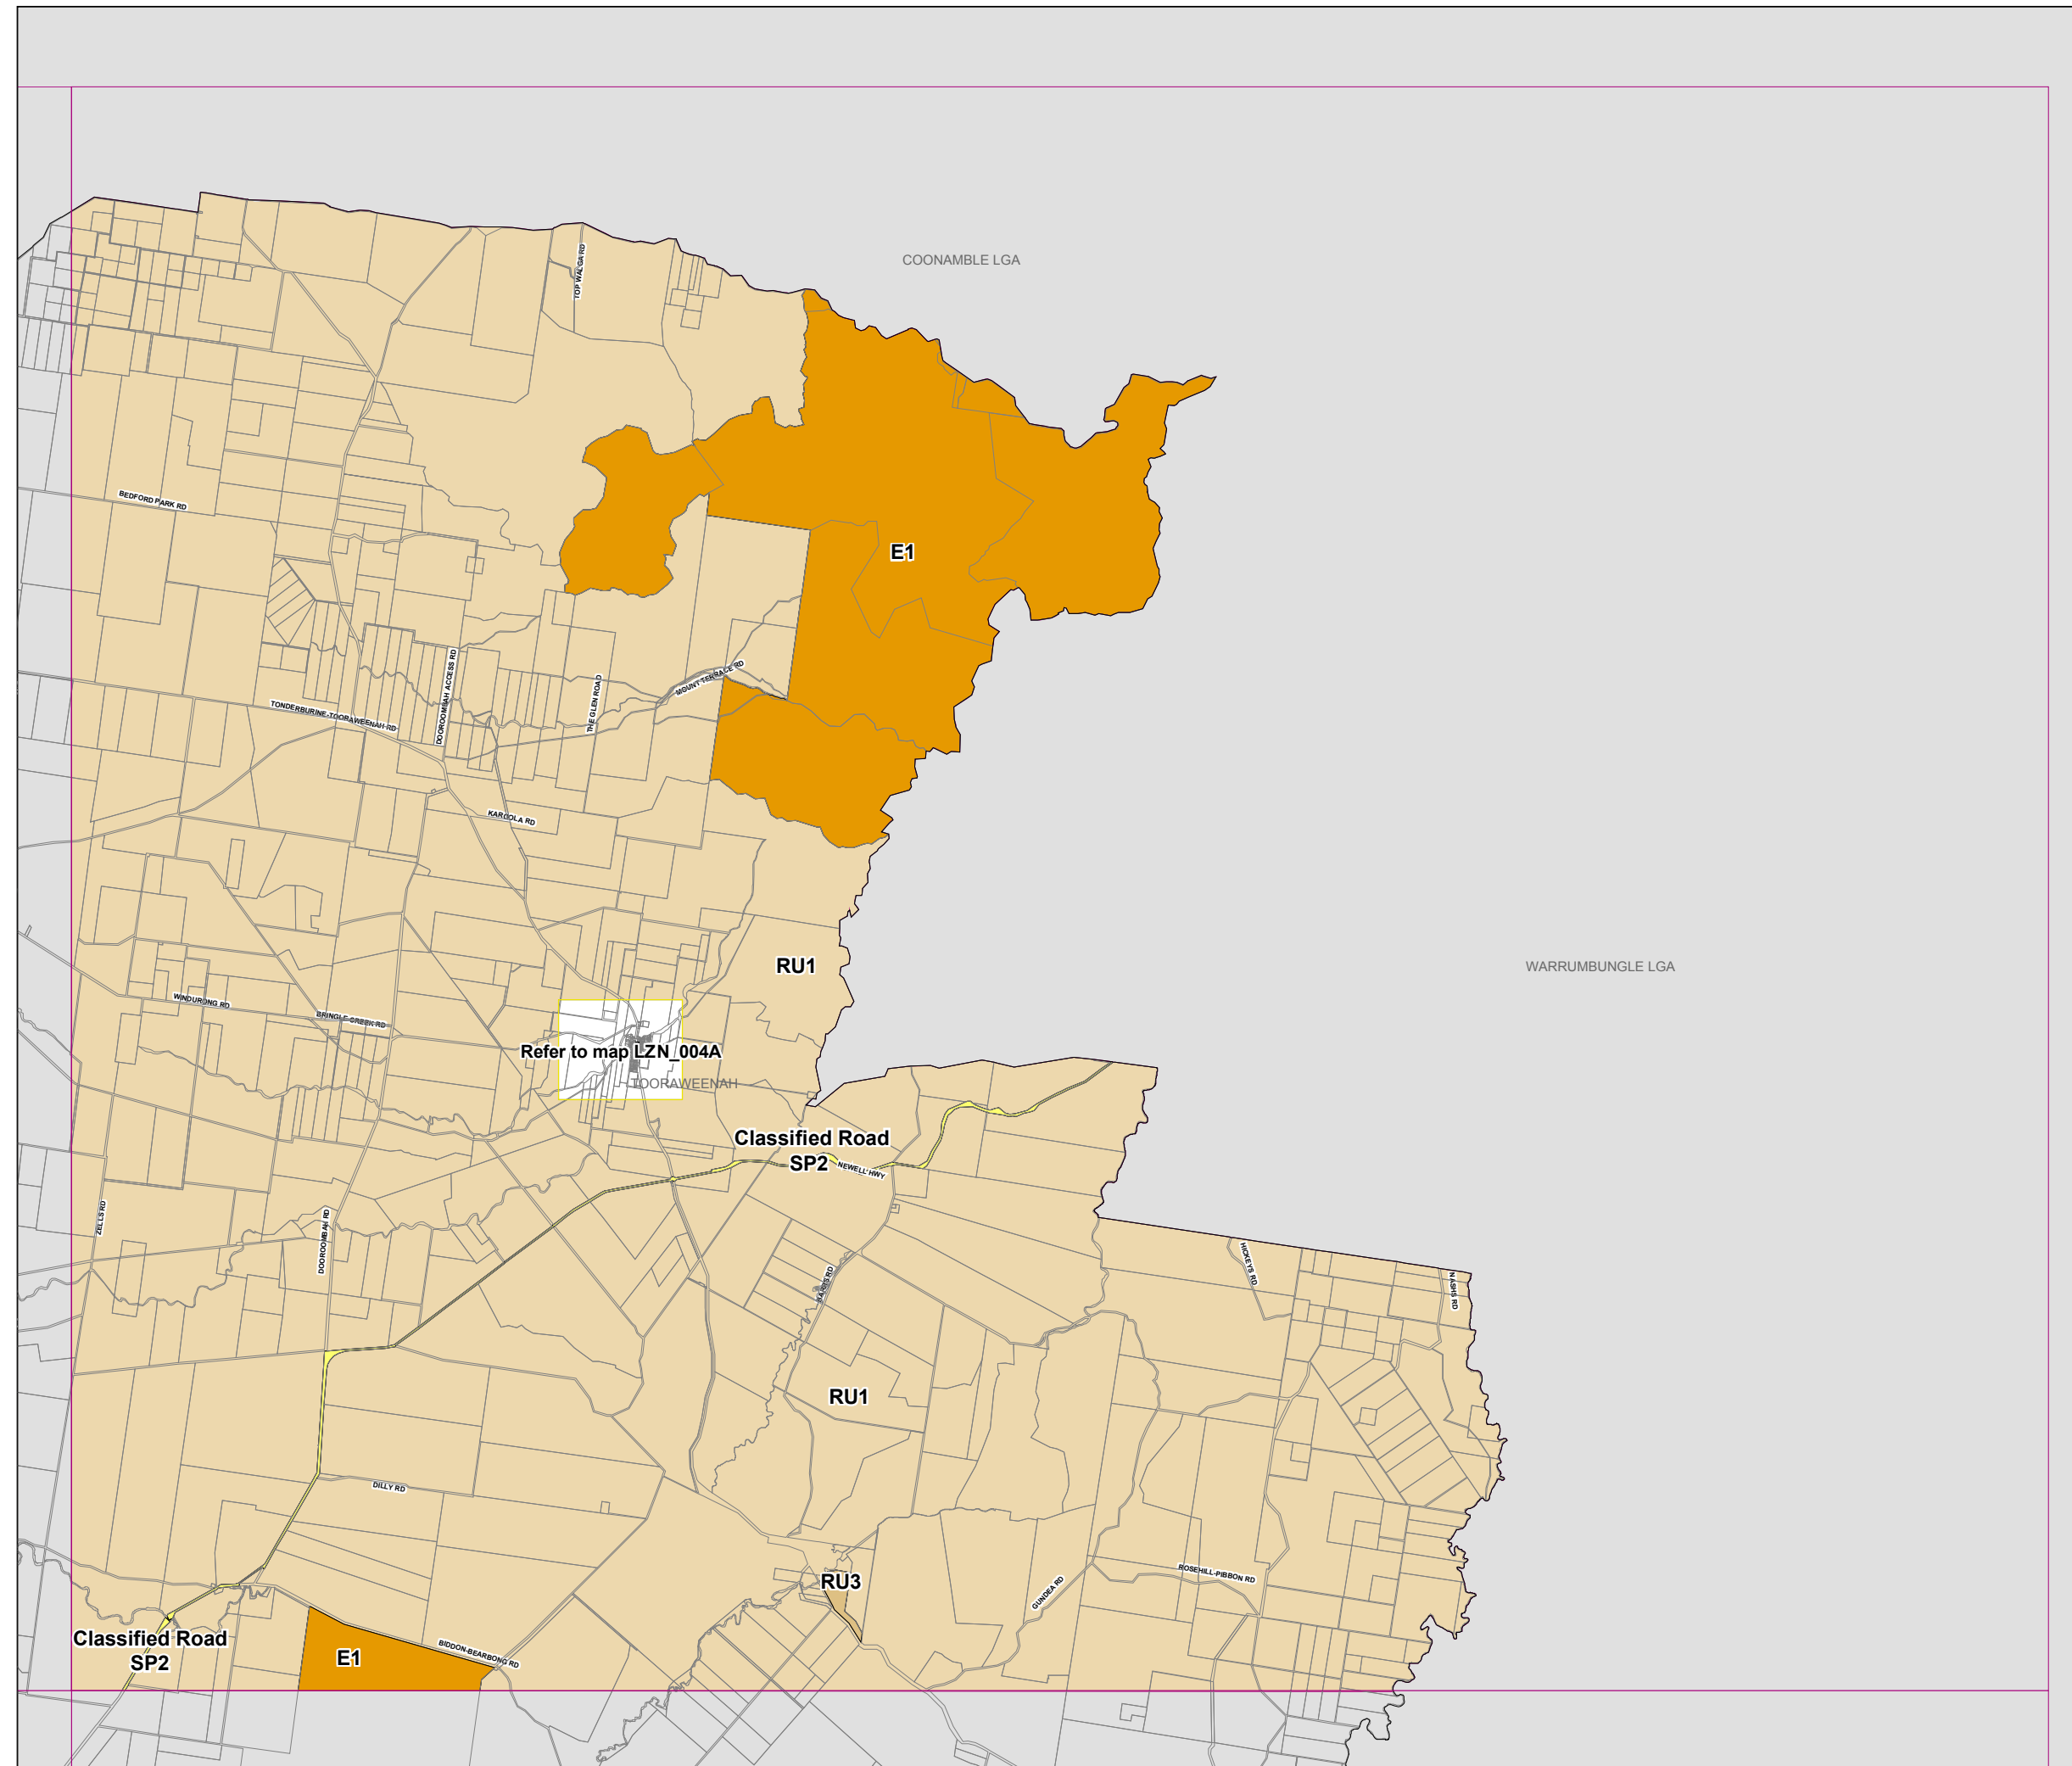 COONAMBLE LGA
TOP WALGA RD
BEDFORD PARK RD
E1
DOOROOMBAH ACCESS RD
THE GLEN ROAD
MOUNT TERRACE RD
TONDERBURINE-TOORAWEENAH RD
KAROOLA RD
RU1
WARRUMBUNGLE LGA
WINDURONG RD
BRINGLE CREEK RD
Refer to map LZN_004A
TOORAWEENAH
Classified Road
SP2
NEWELL HWY
ZELLS RD
DOOROOMBAH RD
HICKEYS RD
NASHS RD
RU1
DILLY RD
RU3
GUNDEA RD
ROSEHILL-PIBBON RD
Classified Road
SP2
E1
BIDDON-BEARBONG RD